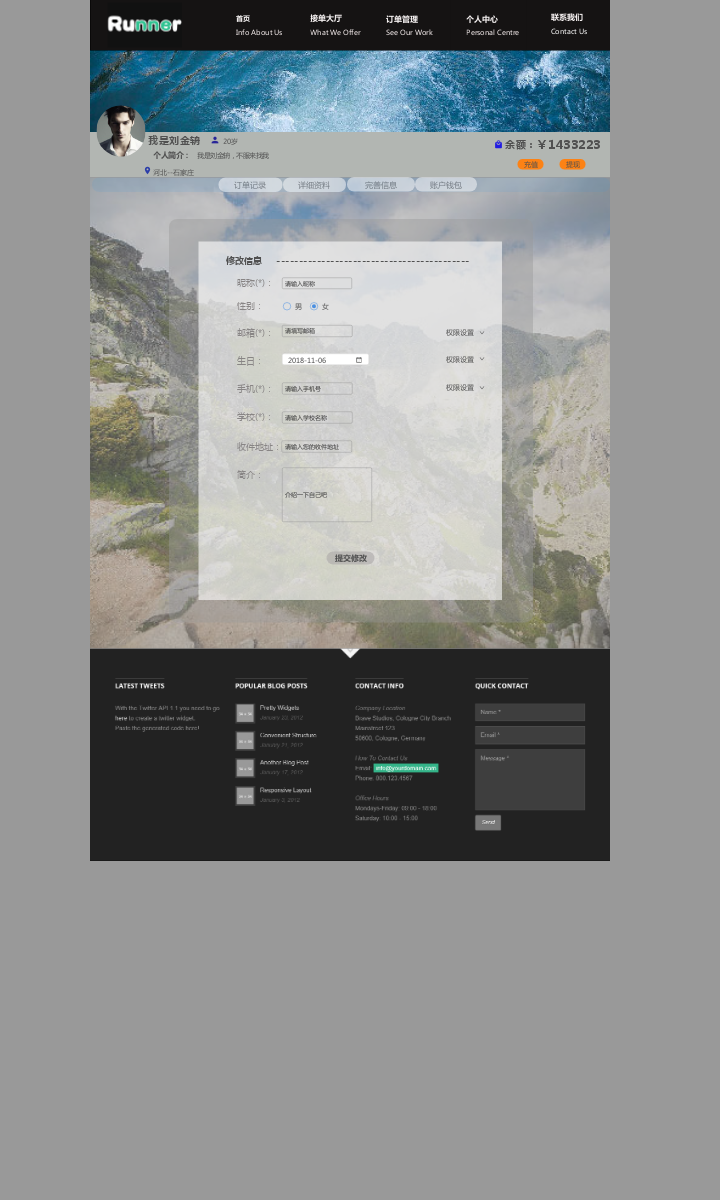 Runner
首页
Info About Us
接单大厅
What We Offer
订单管理
See Our Work
个人中心
Personal Centre
联系我们
Contact Us
我是刘金钠 20岁
个人简介： 我是刘金钠，不服来找我
河北--石家庄
余额：￥1433223
充值 提现
订单记录 详细资料 完善信息 账户钱包
修改信息 ------------------------------------------
昵称(*)： 请输入昵称
性别： 男 女
邮箱(*)： 请填写邮箱 权限设置
生日： 2018-11-06 权限设置
手机(*)： 请输入手机号 权限设置
学校(*)： 请输入学校名称
收件地址： 请输入您的收件地址
简介： 介绍一下自己吧
提交修改
LATEST TWEETS
With the Twitter API 1.1 you need to go
here to create a twitter widget.
Paste the generated code here!
POPULAR BLOG POSTS
Pretty Widgets
January 23, 2012
Convenient Structure
January 21, 2012
Another Blog Post
January 17, 2012
Responsive Layout
January 3, 2012
CONTACT INFO
Company Location
Brave Studios, Cologne City Branch
Mainstreet 123
50600, Cologne, Germany
How To Contact Us
Email: info@yourdomain.com
Phone: 800.123.4567
Office Hours
Mondays-Friday: 00:00 - 18:00
Saturday: 10:00 - 15:00
QUICK CONTACT
Name *
Email *
Message *
Send